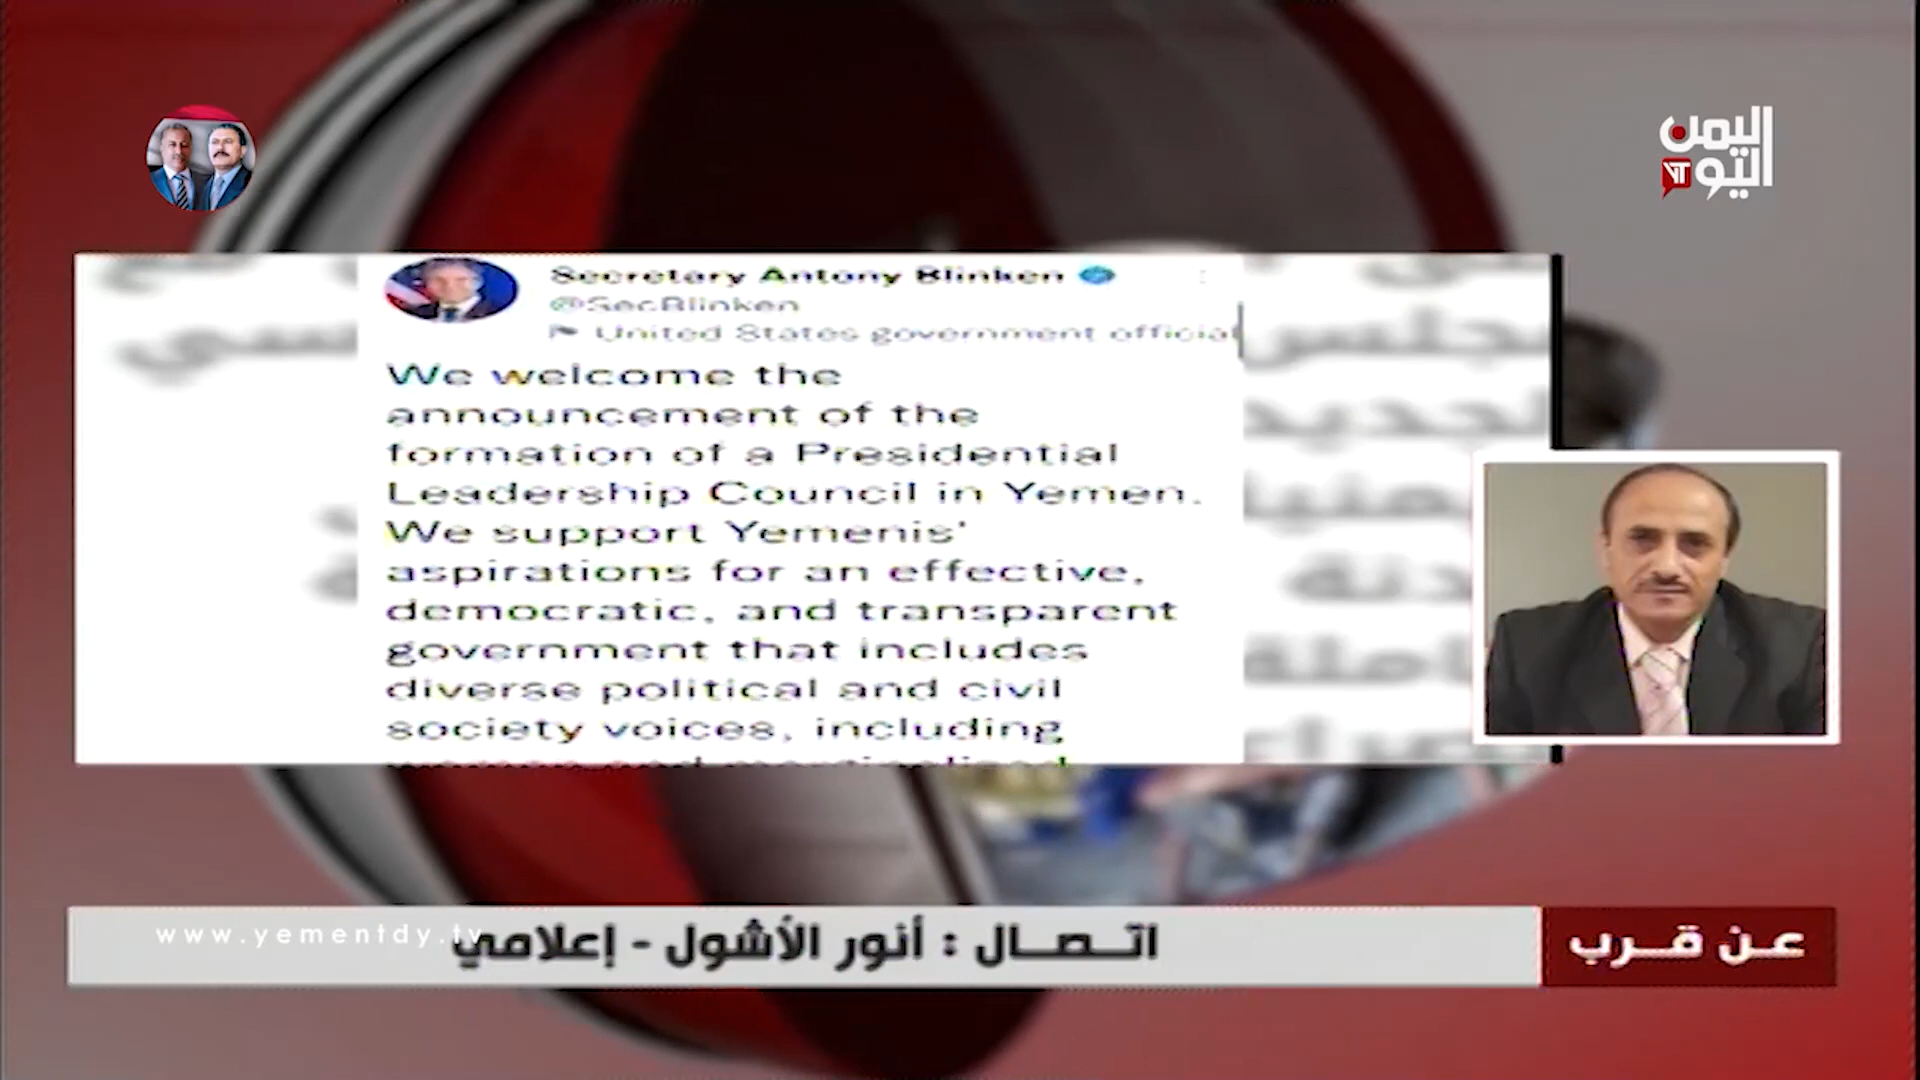 اليمن
اليوم
YT
Secretary Antony Blinken
@SecBlinken
United States government official
We welcome the
announcement of the
formation of a Presidential
Leadership Council in Yemen.
We support Yemenis'
aspirations for an effective,
democratic, and transparent
government that includes
diverse political and civil
society voices, including
مجلس
عن قرب
اتصال : أنور الأشول - إعلامي
www.yementdy.tv